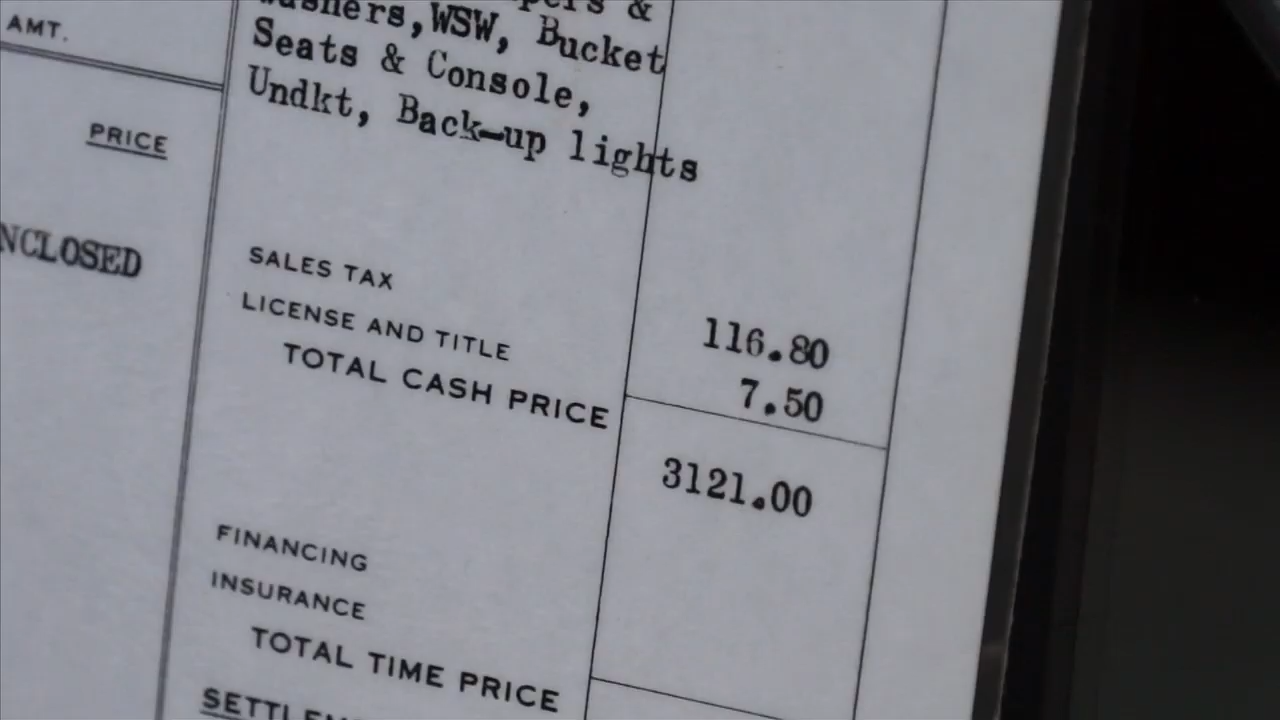 AMT.
PRICE
NCLOSED
& 
WSW, Bucket
Seats & Console,
Undkt, Back-up lights
SALES TAX 116.80
LICENSE AND TITLE 7.50
TOTAL CASH PRICE 3121.00
FINANCING
INSURANCE
TOTAL TIME PRICE